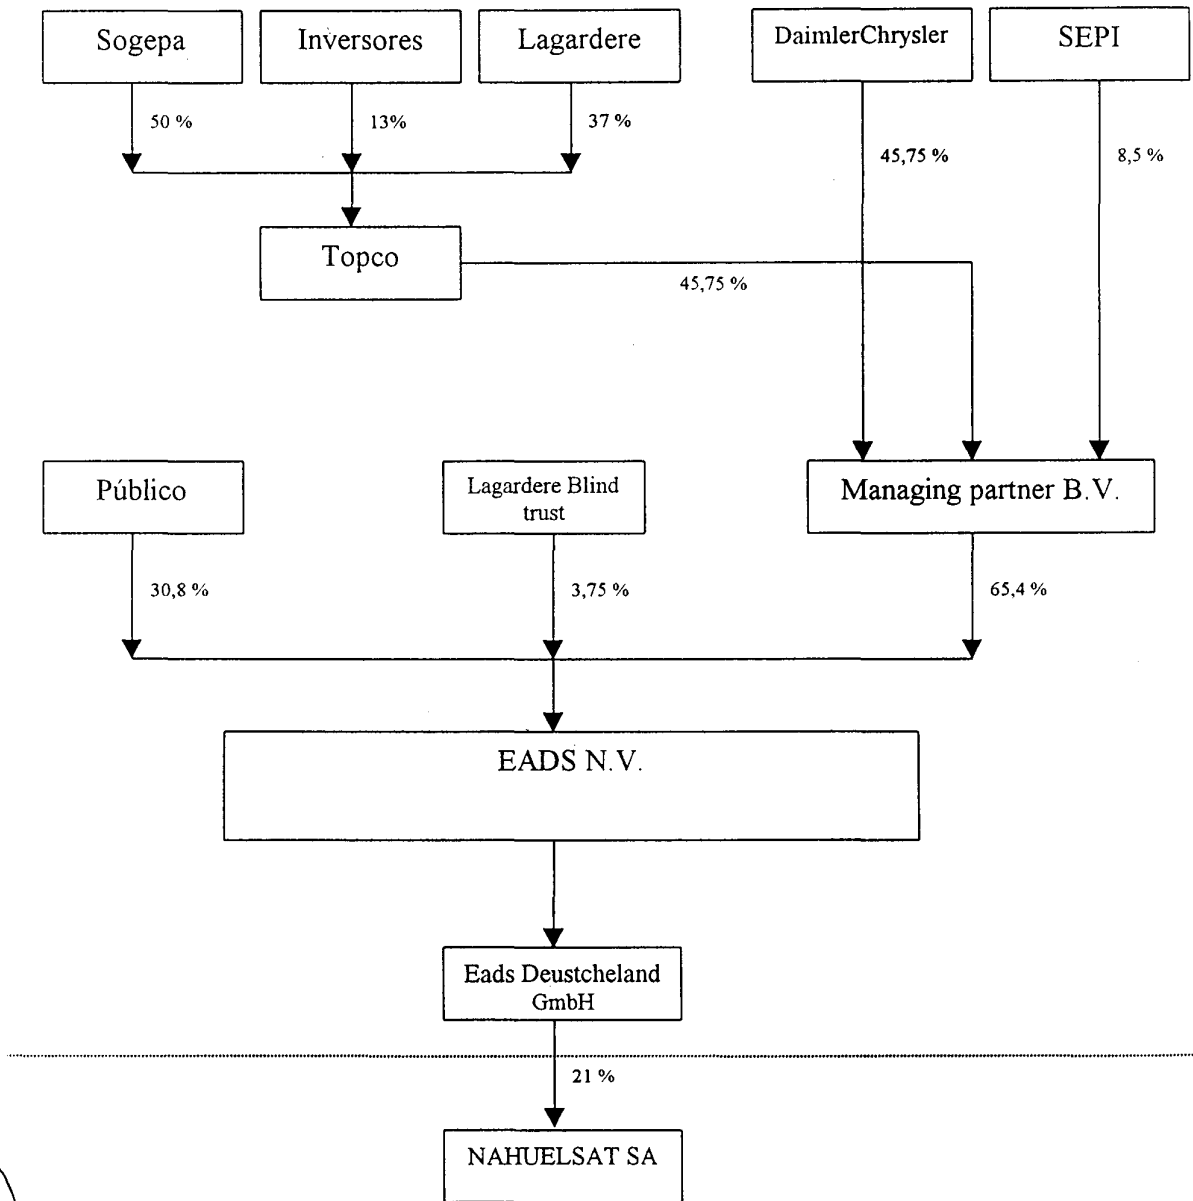 Sogepa
Inversores
Lagardere
DaimlerChrysler
SEPI
50 %
13%
37 %
45,75 %
8,5 %
Topco
45,75 %
Público
Lagardere Blind
trust
Managing partner B.V.
30,8 %
3,75 %
65,4 %
EADS N.V.
Eads Deustcheland
GmbH
21 %
NAHUELSAT SA